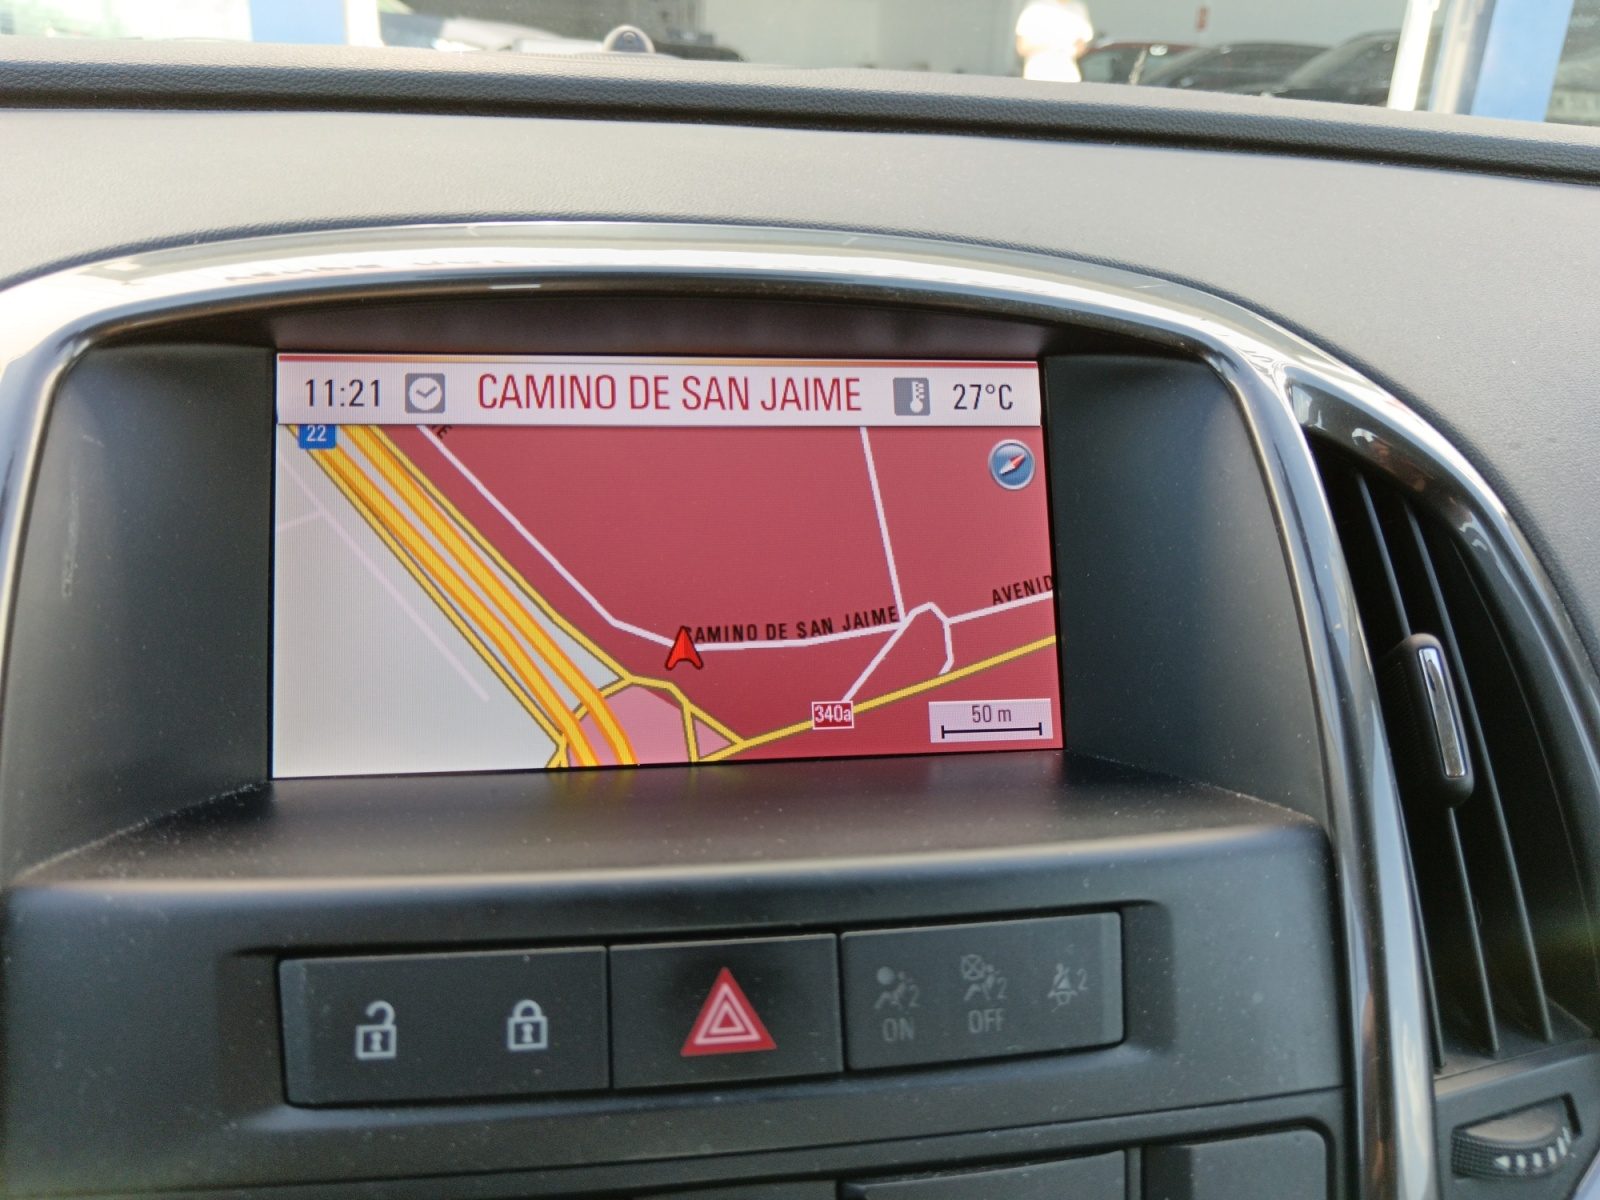 11:21 CAMINO DE SAN JAIME 27°C
22
CAMINO DE SAN JAIME
AVENID
340a
50 m
2 ON
2 OFF
2